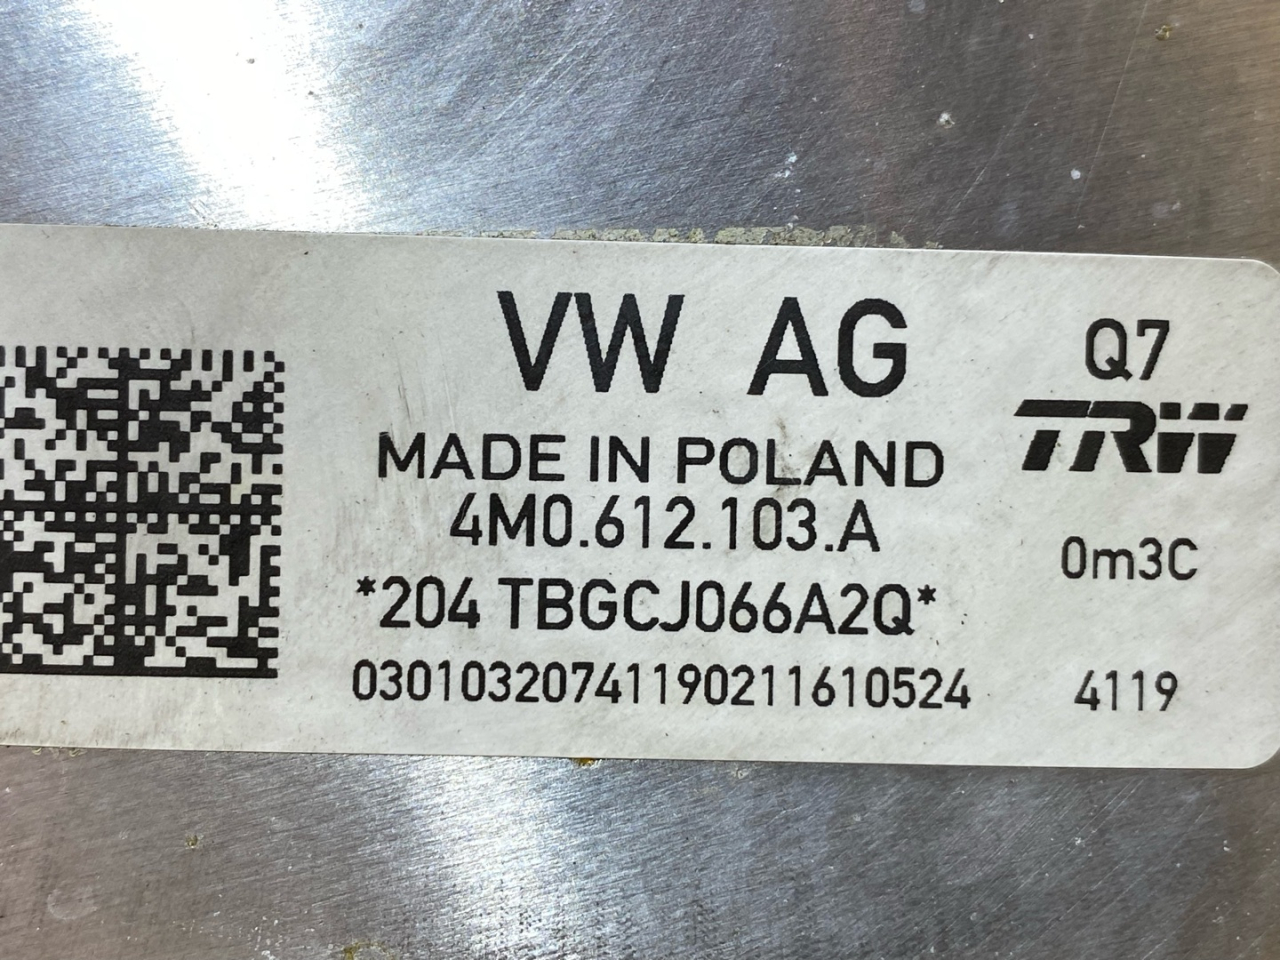 VW AG
Q7
TRW
MADE IN POLAND
4M0.612.103.A
0m3C
*204 TBGCJ066A2Q*
03010320741190211610524
4119